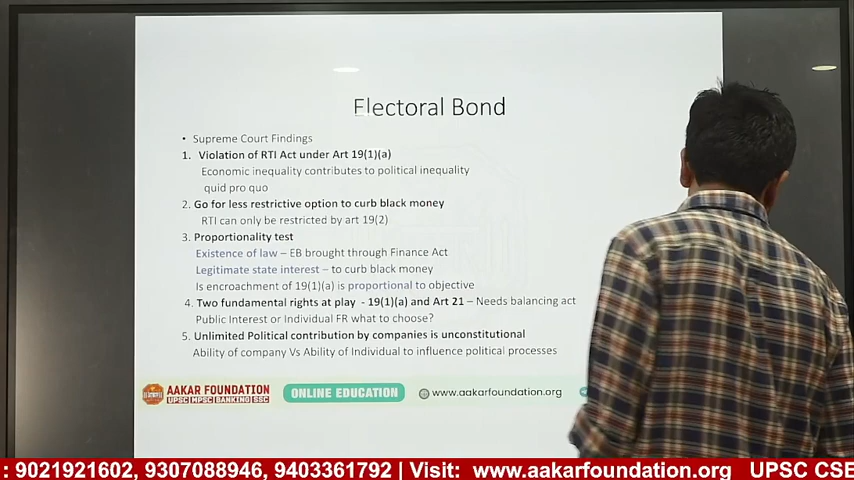 Electoral Bond
• Supreme Court Findings
1. Violation of RTI Act under Art 19(1)(a)
Economic inequality contributes to political inequality
quid pro quo
2. Go for less restrictive option to curb black money
RTI can only be restricted by art 19(2)
3. Proportionality test
Existence of law – EB brought through Finance Act
Legitimate state interest – to curb black money
Is encroachment of 19(1)(a) is proportional to objective
4. Two fundamental rights at play - 19(1)(a) and Art 21 – Needs balancing act
Public Interest or Individual FR what to choose?
5. Unlimited Political contribution by companies is unconstitutional
Ability of company Vs Ability of Individual to influence political processes
AAKAR FOUNDATION
UPSC | MPSC | BANKING | SSC
ONLINE EDUCATION
www.aakarfoundation.org
: 9021921602, 9307088946, 9403361792 | Visit: www.aakarfoundation.org UPSC CSE